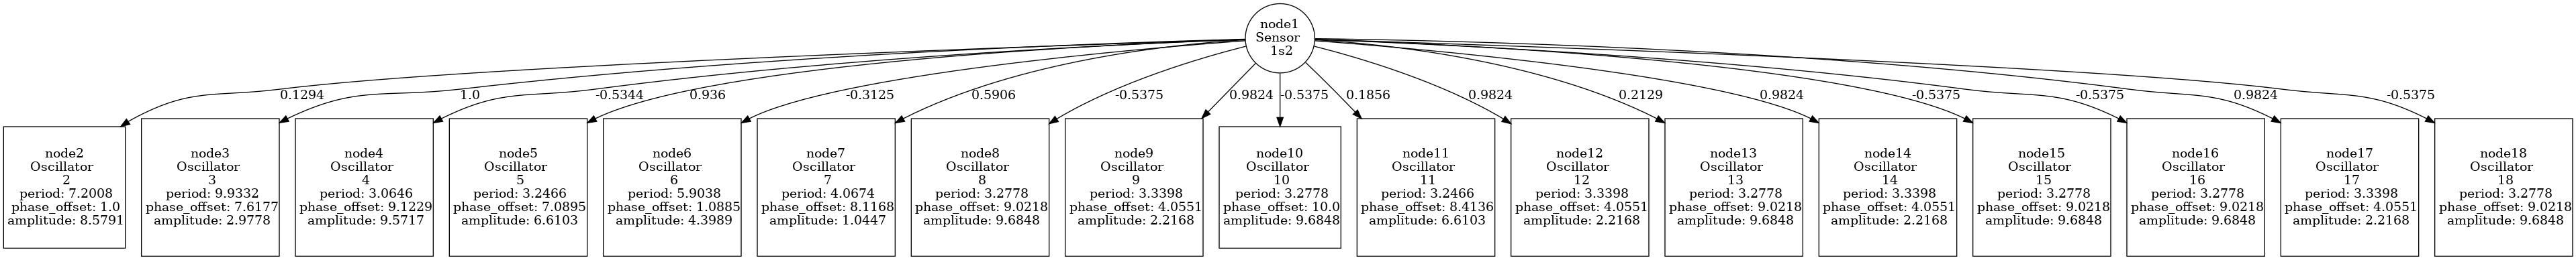 node1
Sensor
1s2
0.1294
1.0
-0.5344
0.936
-0.3125
0.5906
-0.5375
0.9824
-0.5375
0.1856
0.9824
0.2129
0.9824
-0.5375
-0.5375
0.9824
-0.5375
node2
Oscillator
2
period: 7.2008
phase_offset: 1.0
amplitude: 8.5791
node3
Oscillator
3
period: 9.9332
phase_offset: 7.6177
amplitude: 2.9778
node4
Oscillator
4
period: 3.0646
phase_offset: 9.1229
amplitude: 9.5717
node5
Oscillator
5
period: 3.2466
phase_offset: 7.0895
amplitude: 6.6103
node6
Oscillator
6
period: 5.9038
phase_offset: 1.0885
amplitude: 4.3989
node7
Oscillator
7
period: 4.0674
phase_offset: 8.1168
amplitude: 1.0447
node8
Oscillator
8
period: 3.2778
phase_offset: 9.0218
amplitude: 9.6848
node9
Oscillator
9
period: 3.3398
phase_offset: 4.0551
amplitude: 2.2168
node10
Oscillator
10
period: 3.2778
phase_offset: 10.0
amplitude: 9.6848
node11
Oscillator
11
period: 3.2466
phase_offset: 8.4136
amplitude: 6.6103
node12
Oscillator
12
period: 3.3398
phase_offset: 4.0551
amplitude: 2.2168
node13
Oscillator
13
period: 3.2778
phase_offset: 9.0218
amplitude: 9.6848
node14
Oscillator
14
period: 3.3398
phase_offset: 4.0551
amplitude: 2.2168
node15
Oscillator
15
period: 3.2778
phase_offset: 9.0218
amplitude: 9.6848
node16
Oscillator
16
period: 3.2778
phase_offset: 9.0218
amplitude: 9.6848
node17
Oscillator
17
period: 3.3398
phase_offset: 4.0551
amplitude: 2.2168
node18
Oscillator
18
period: 3.2778
phase_offset: 9.0218
amplitude: 9.6848